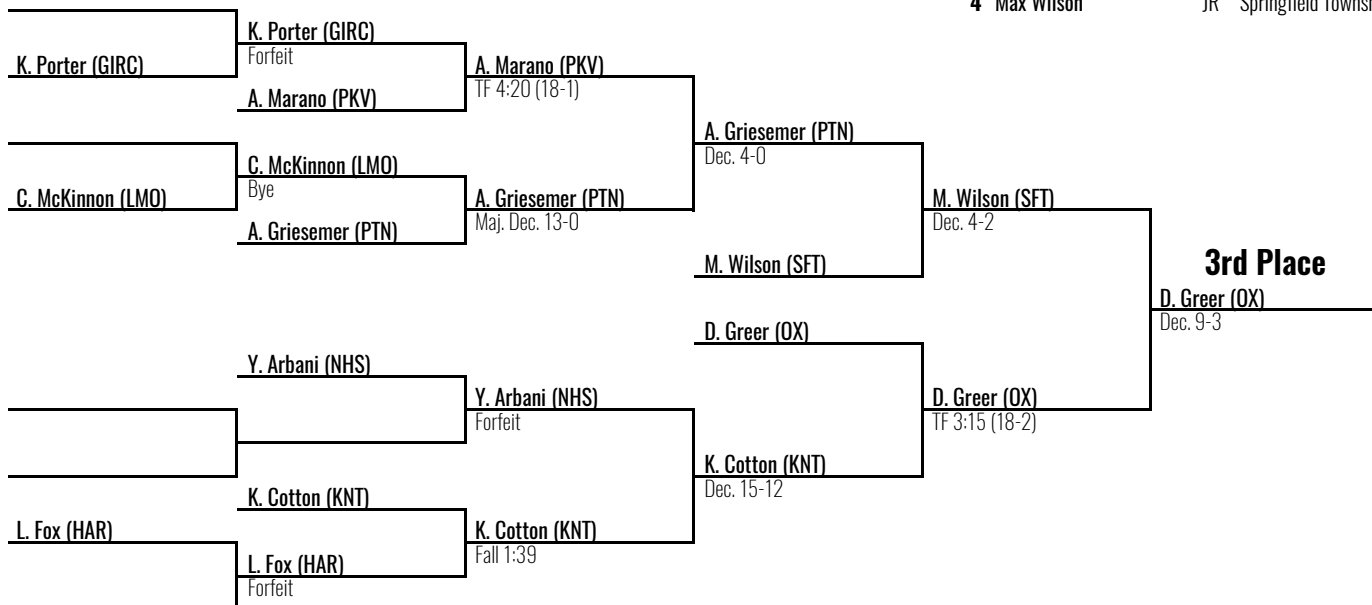 4 Max Wilson JR Springfield
K. Porter (GIRC)
Forfeit
K. Porter (GIRC)
A. Marano (PKV)
TF 4:20 (18-1)
A. Marano (PKV)
A. Griesemer (PTN)
Dec. 4-0
C. McKinnon (LMO)
Bye
C. McKinnon (LMO)
A. Griesemer (PTN)
Maj. Dec. 13-0
M. Wilson (SFT)
Dec. 4-2
A. Griesemer (PTN)
M. Wilson (SFT)
3rd Place
D. Greer (OX)
Dec. 9-3
D. Greer (OX)
Y. Arbani (NHS)
Y. Arbani (NHS)
Forfeit
D. Greer (OX)
TF 3:15 (18-2)
K. Cotton (KNT)
Dec. 15-12
K. Cotton (KNT)
L. Fox (HAR)
K. Cotton (KNT)
Fall 1:39
L. Fox (HAR)
Forfeit